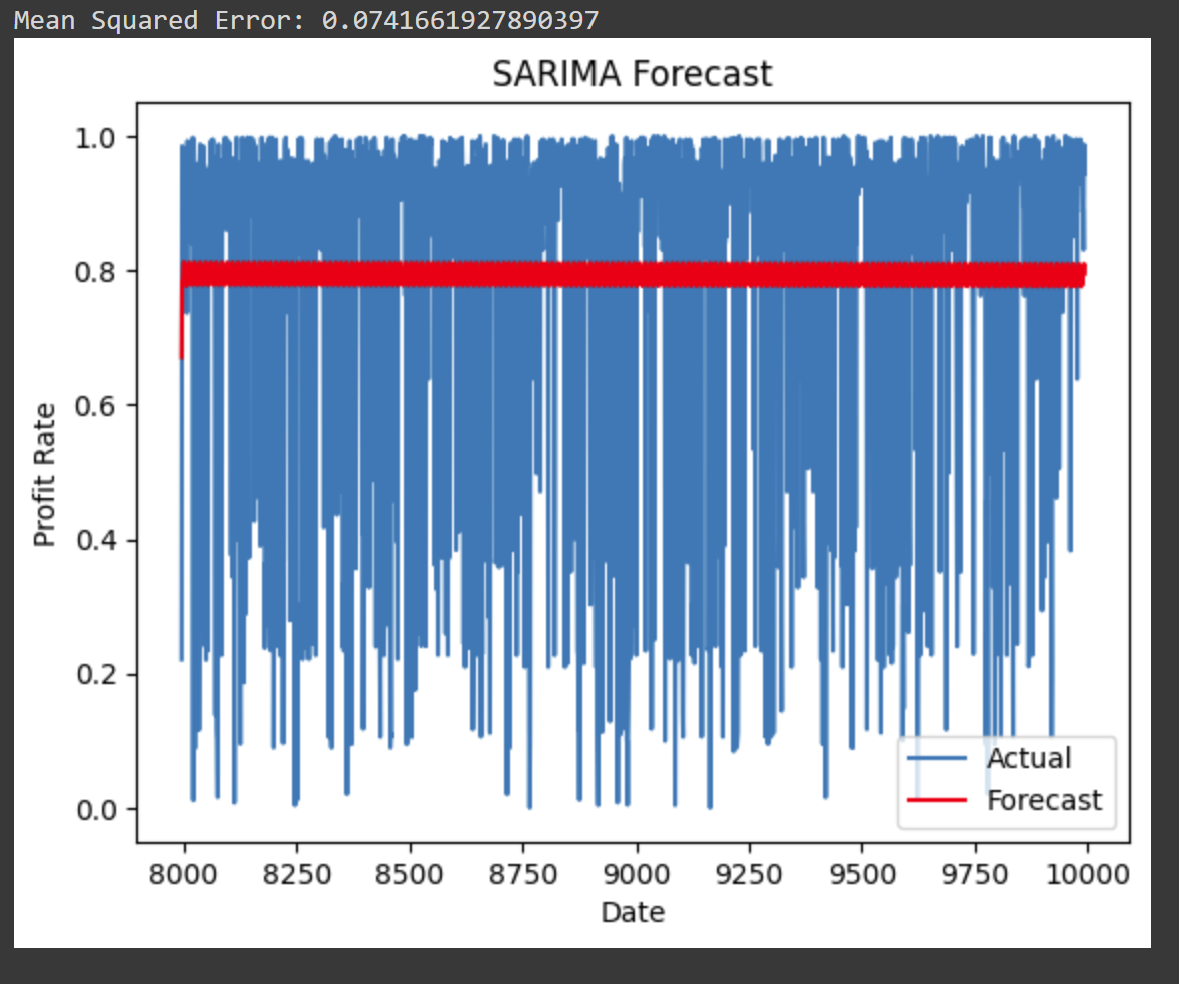 Mean Squared Error: 0.0741661927890397
SARIMA Forecast
1.0
0.8
0.6
0.4
0.2
0.0
Profit Rate
Actual
Forecast
8000 8250 8500 8750 9000 9250 9500 9750 10000
Date